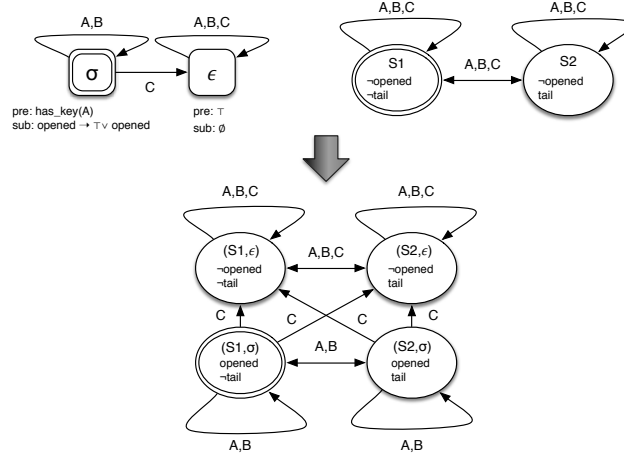 A,B
A,B,C
A,B,C
A,B,C
σ
C
ϵ
S1
¬opened
¬tail
A,B,C
S2
¬opened
tail
pre: has_key(A)
sub: opened → ⊤∨ opened
pre: ⊤
sub: ∅
A,B,C
A,B,C
(S1,ϵ)
¬opened
¬tail
A,B,C
(S2,ϵ)
¬opened
tail
C
C
C
C
(S1,σ)
opened
¬tail
A,B
(S2,σ)
opened
tail
A,B
A,B